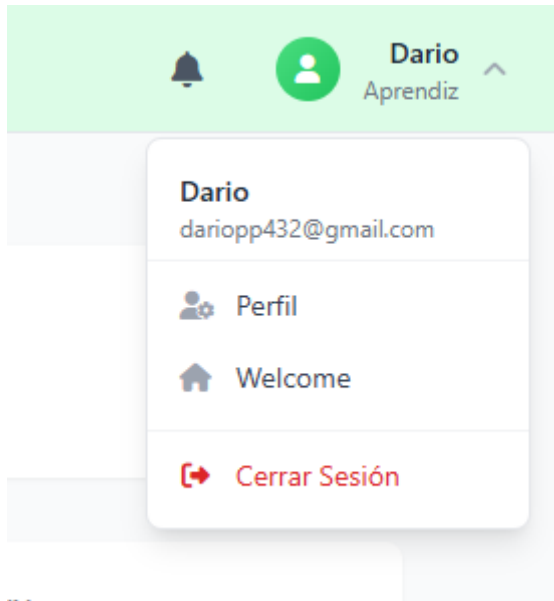 Dario
Aprendiz
Dario
dariopp432@gmail.com
Perfil
Welcome
Cerrar Sesión